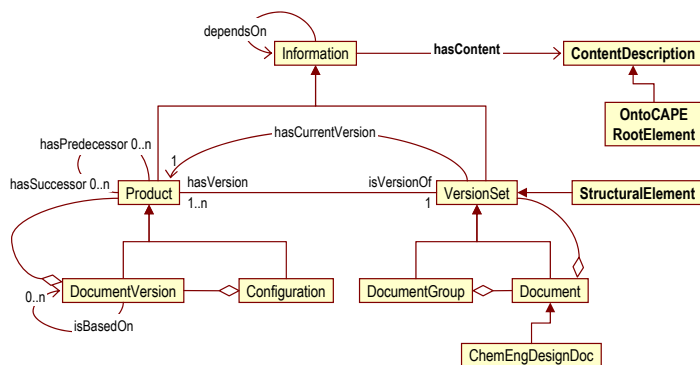 dependsOn
Information
hasContent
ContentDescription
OntoCAPE
RootElement
hasPredecessor 0..n
hasCurrentVersion
1
hasSuccessor 0..n
Product
hasVersion
1..n
isVersionOf
1
VersionSet
StructuralElement
0..n
DocumentVersion
Configuration
DocumentGroup
Document
isBasedOn
ChemEngDesignDoc